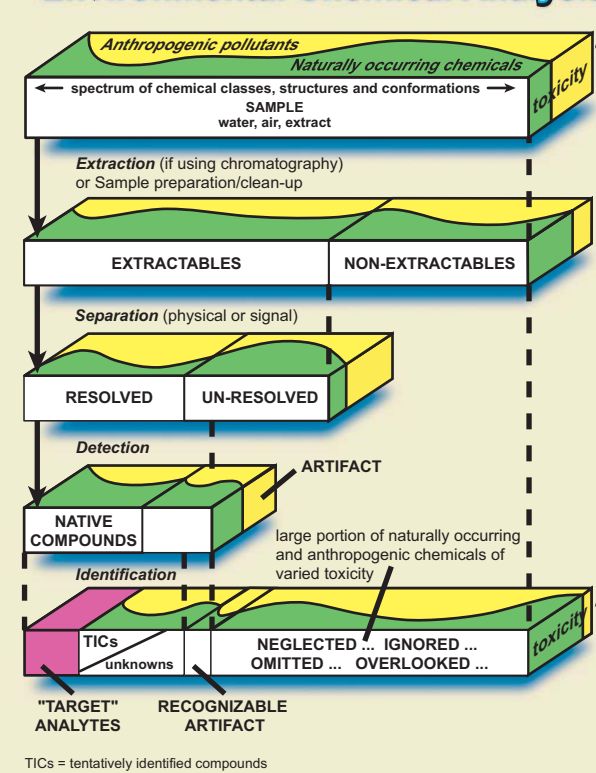 Anthropogenic pollutants
Naturally occurring chemicals
spectrum of chemical classes, structures and conformations
SAMPLE
water, air, extract
toxicity
Extraction (if using chromatography)
or Sample preparation/clean-up
EXTRACTABLES
NON-EXTRACTABLES
Separation (physical or signal)
RESOLVED
UN-RESOLVED
Detection
ARTIFACT
NATIVE
COMPOUNDS
large portion of naturally occurring
and anthropogenic chemicals of
varied toxicity
Identification
TICs
unknowns
NEGLECTED ... IGNORED ...
OMITTED ... OVERLOOKED ...
toxicity
"TARGET"
ANALYTES
RECOGNIZABLE
ARTIFACT
TICs = tentatively identified compounds